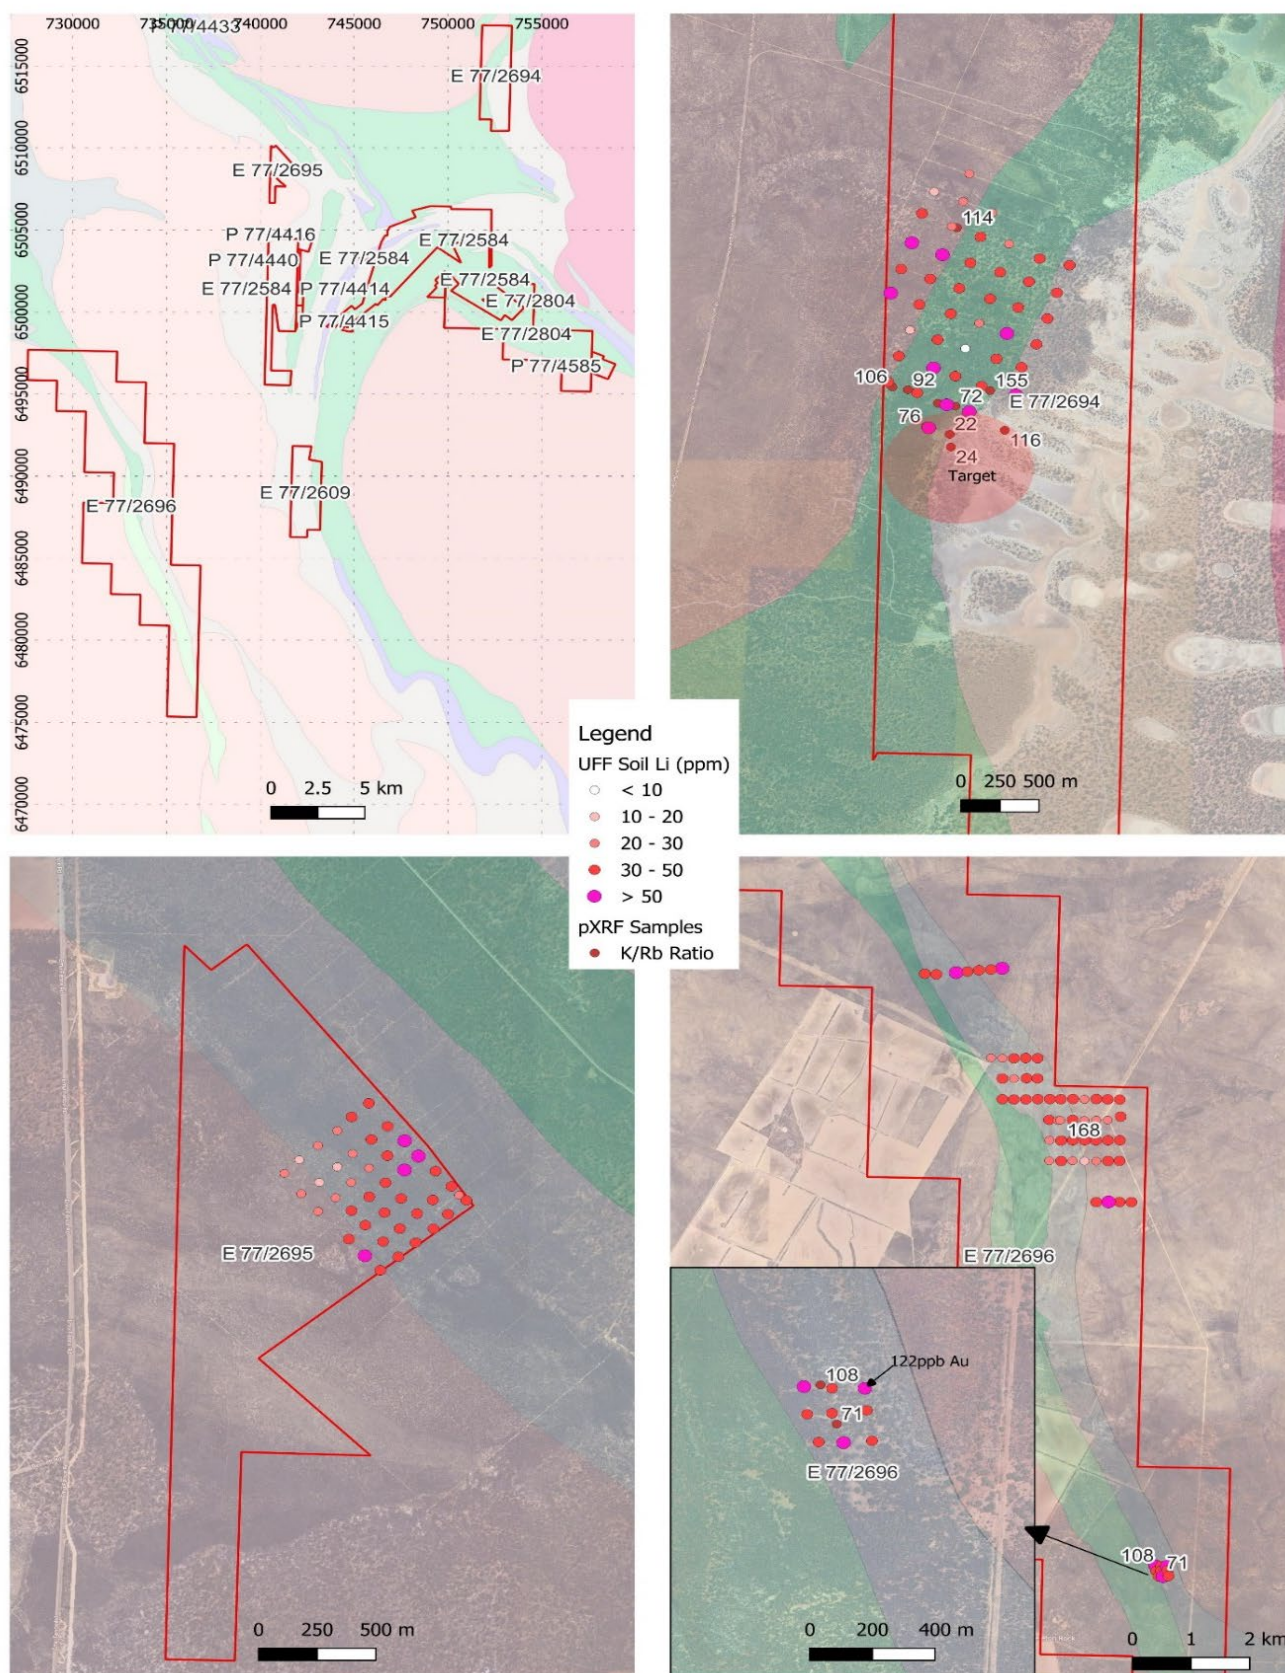 730000
735000
740000
745000
750000
755000
P 77/4433
6515000
6510000
6505000
6500000
6495000
6490000
6485000
6480000
6475000
6470000
E 77/2694
E 77/2695
P 77/4416
P 77/4440
E 77/2584
E 77/2584
E 77/2584
P 77/4414
P 77/4415
E 77/2584
E 77/2804
E 77/2804
P 77/4585
E 77/2696
E 77/2609
0 2.5 5 km
114
106
92
155
E 77/2694
72
76
22
116
24
Target
0 250 500 m
Legend
UFF Soil Li (ppm)
< 10
10 - 20
20 - 30
30 - 50
> 50
pXRF Samples
K/Rb Ratio
E 77/2695
0 250 500 m
168
E 77/2696
122ppb Au
108
71
E 77/2696
0 200 400 m
108
71
0 1 2 km